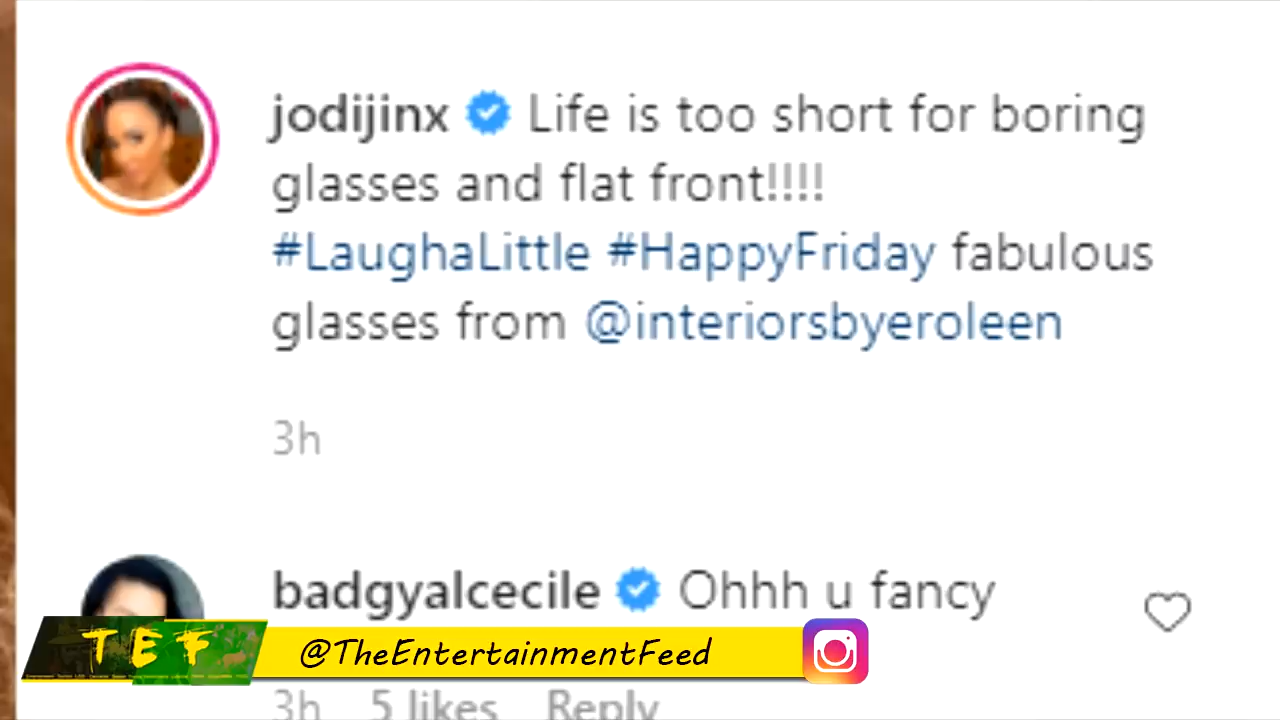 jodijinx Life is too short for boring
glasses and flat front!!!!
#LaughaLittle #HappyFriday fabulous
glasses from @interiorsbyeroleen
3h
badgyalcecile Ohhh u fancy
TEF
@TheEntertainmentFeed
3h 5 likes Reply